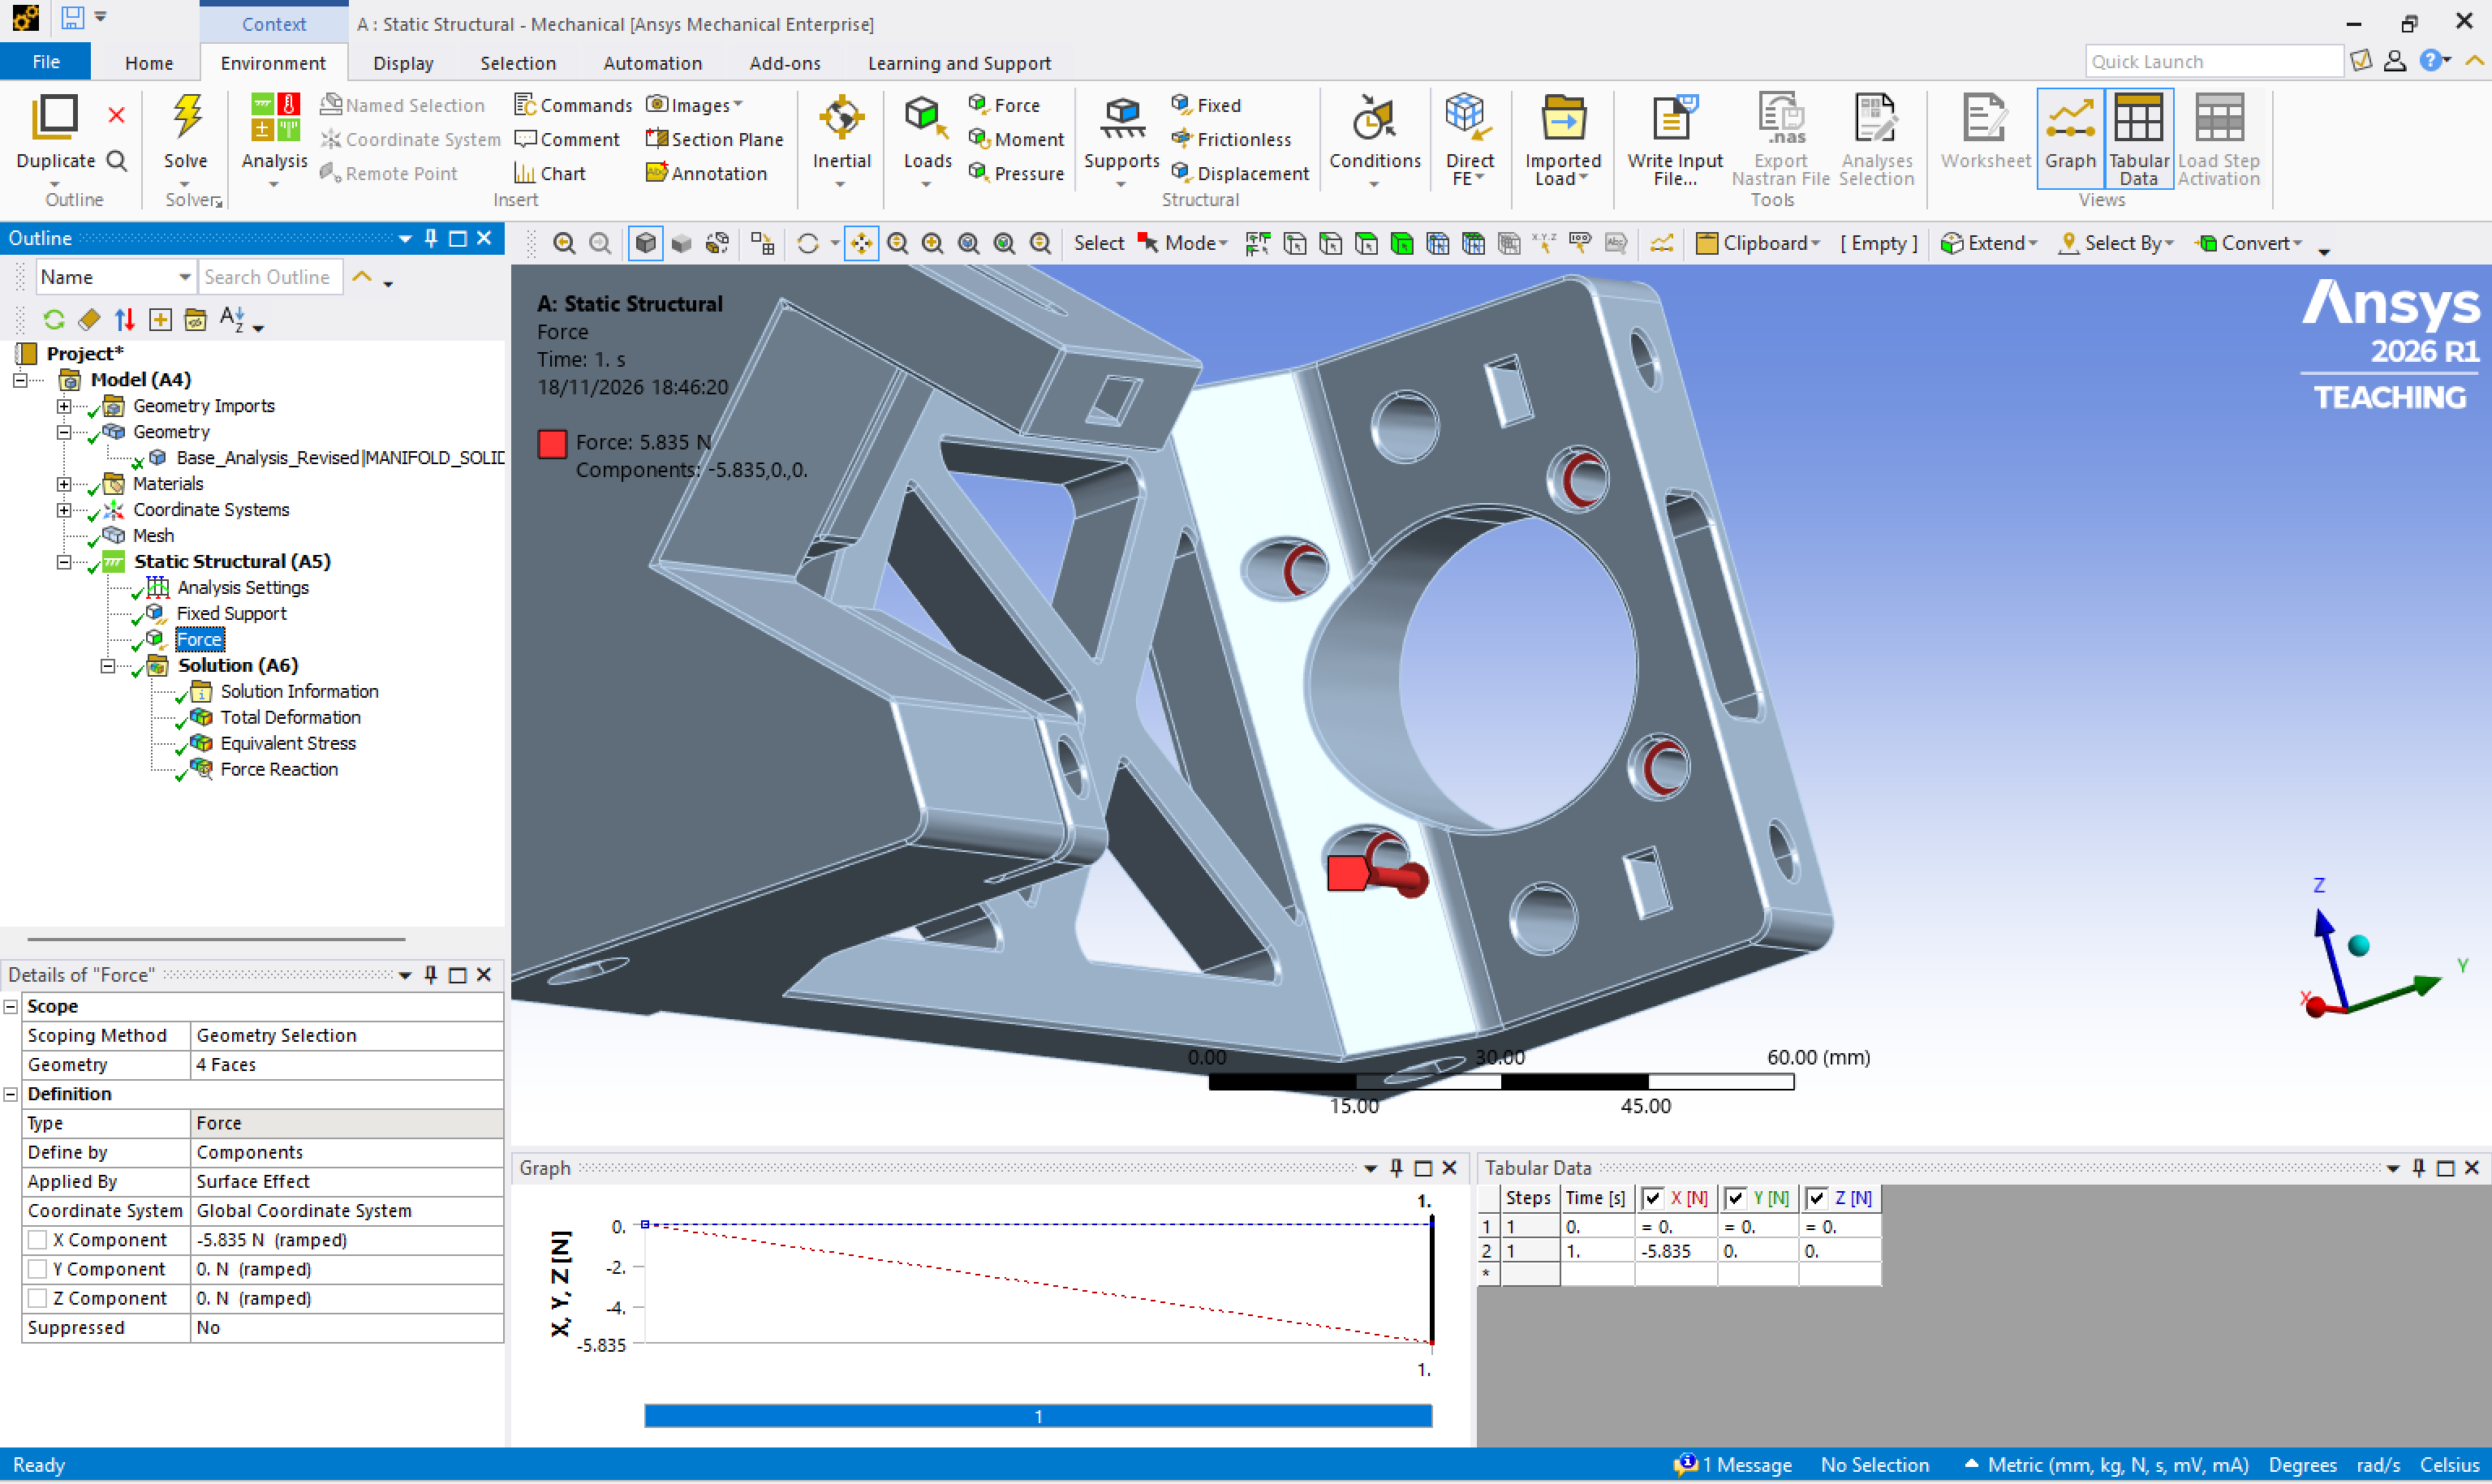 Context
A : Static Structural - Mechanical [Ansys Mechanical Enterprise]
File
Home
Environment
Display
Selection
Automation
Add-ons
Learning and Support
Quick Launch
Duplicate
Outline
Solve
Solver
Analysis
Named Selection
Coordinate System
Remote Point
Commands
Comment
Chart
Images
Section Plane
Annotation
Insert
Inertial
Loads
Force
Moment
Pressure
Supports
Fixed
Frictionless
Displacement
Structural
Conditions
Direct
FE
Imported
Load
Write Input
File...
.nas
Export
Nastran File
Analyses
Selection
Tools
Worksheet
Graph
Tabular
Data
Load Step
Activation
Views
Outline
Name
Search Outline
Select
Mode
Clipboard
[ Empty ]
Extend
Select By
Convert
Project*
Model (A4)
Geometry Imports
Geometry
Base_Analysis_Revised|MANIFOLD_SOLID
Materials
Coordinate Systems
Mesh
Static Structural (A5)
Analysis Settings
Fixed Support
Force
Solution (A6)
Solution Information
Total Deformation
Equivalent Stress
Force Reaction
Details of "Force"
Scope
Scoping Method Geometry Selection
Geometry 4 Faces
Definition
Type Force
Define by Components
Applied By Surface Effect
Coordinate System Global Coordinate System
X Component -5.835 N (ramped)
Y Component 0. N (ramped)
Z Component 0. N (ramped)
Suppressed No
A: Static Structural
Force
Time: 1. s
18/11/2026 18:46:20
Force: 5.835 N
Components: -5.835,0.,0.
Ansys
2026 R1
TEACHING
Z
Y
X
0.00 30.00 60.00 (mm)
15.00 45.00
Graph
1.
X, Y, Z [N]
0.
-2.
-4.
-5.835
1.
1
Tabular Data
Steps Time [s] X [N] Y [N] Z [N]
1 1 0. = 0. = 0. = 0.
2 1 1. -5.835 0. 0.
*
Ready
1 Message No Selection Metric (mm, kg, N, s, mV, mA) Degrees rad/s Celsius